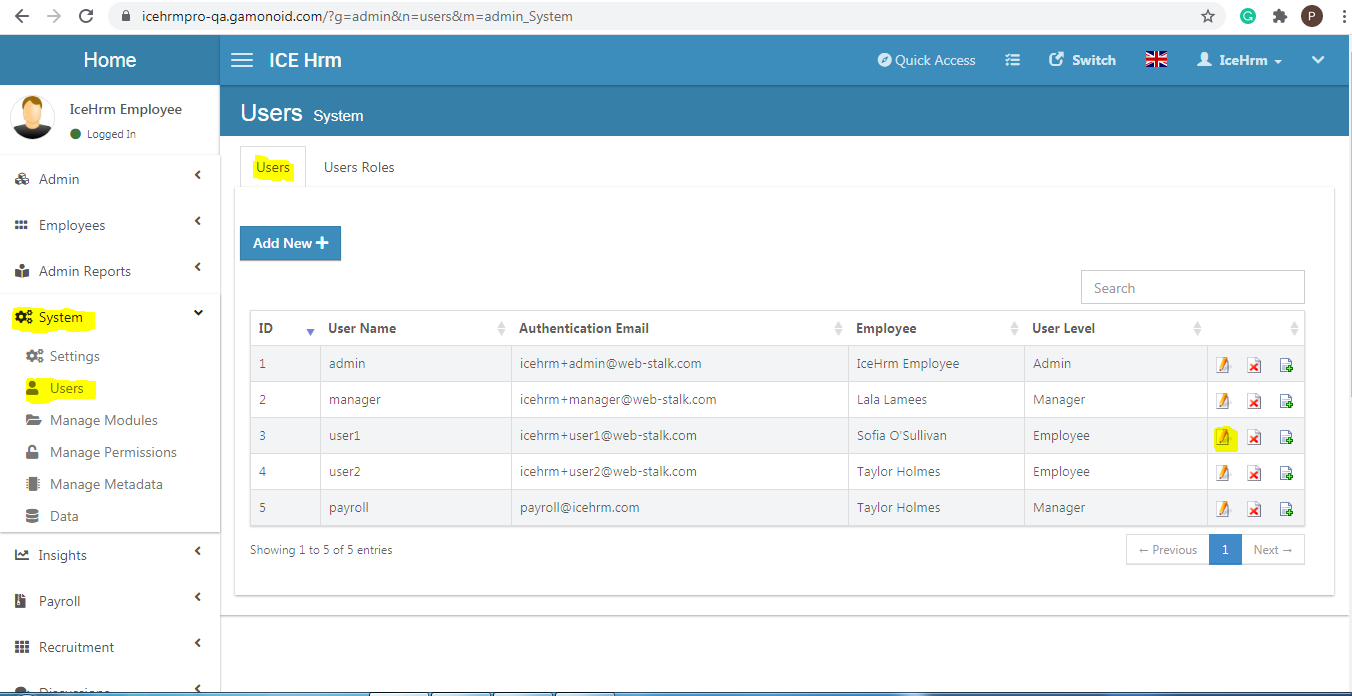 icehrmpro-qa.gamonoid.com/?g=admin&n=users&m=admin_System
P
Home
ICE Hrm
Quick Access
Switch
IceHrm
IceHrm Employee
Logged In
Users System
Users
Users Roles
Admin
Employees
Admin Reports
System
Settings
Users
Manage Modules
Manage Permissions
Manage Metadata
Data
Insights
Payroll
Recruitment
Discussions
Add New
Search
ID User Name Authentication Email Employee User Level
1 admin icehrm+admin@web-stalk.com IceHrm Employee Admin
2 manager icehrm+manager@web-stalk.com Lala Lamees Manager
3 user1 icehrm+user1@web-stalk.com Sofia O'Sullivan Employee
4 user2 icehrm+user2@web-stalk.com Taylor Holmes Employee
5 payroll payroll@icehrm.com Taylor Holmes Manager
Showing 1 to 5 of 5 entries
← Previous 1 Next →